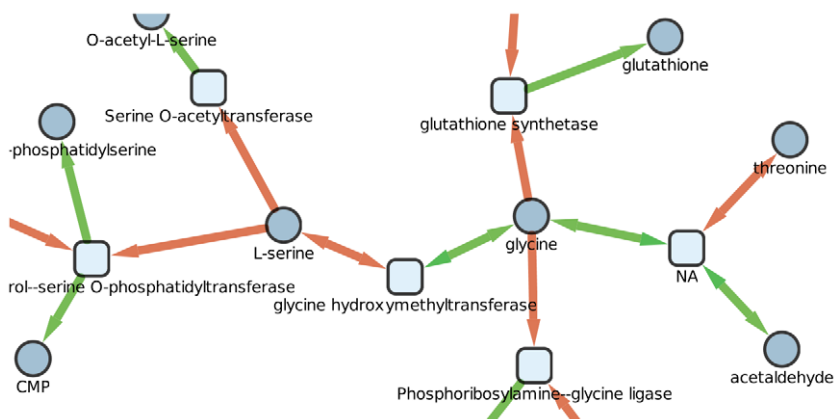 O-acetyl-L-serine
glutathione
Serine O-acetyltransferase
glutathione synthetase
-phosphatidylserine
threonine
L-serine
glycine
NA
rol--serine O-phosphatidyltransferase
glycine hydroxymethyltransferase
acetaldehyde
CMP
Phosphoribosylamine--glycine ligase